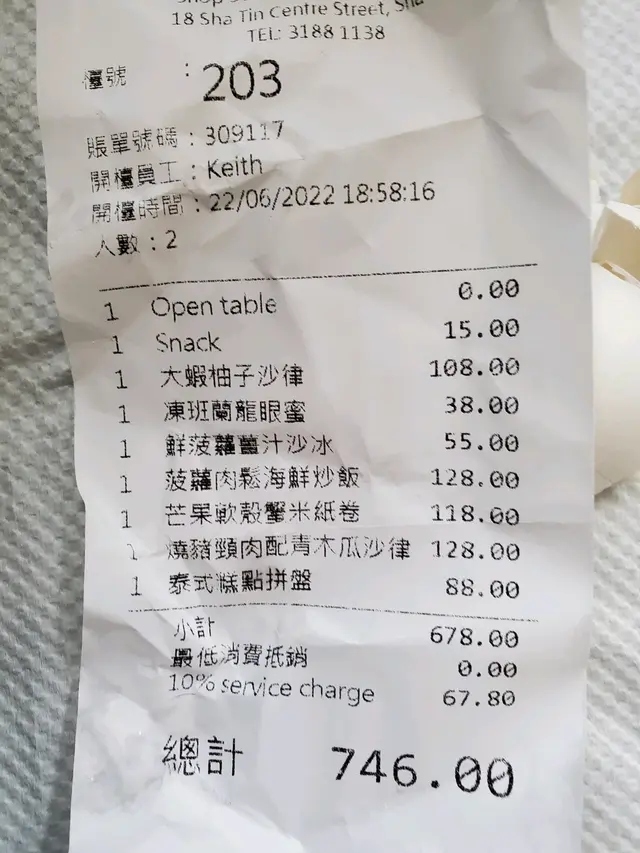 18 Sha Tin Centre Street, Sha
TEL: 3188 1138
檯號 : 203
賬單號碼 : 309117
開檯員工 : Keith
開檯時間 : 22/06/2022 18:58:16
人數 : 2
1 Open table 0.00
1 Snack 15.00
1 大蝦柚子沙律 108.00
1 凍班蘭龍眼蜜 38.00
1 鮮菠蘿薑汁沙冰 55.00
1 菠蘿肉鬆海鮮炒飯 128.00
1 芒果軟殼蟹米紙卷 118.00
1 燒豬頸肉配青木瓜沙律 128.00
1 泰式糕點拼盤 88.00
小計 678.00
最低消費抵銷 0.00
10% service charge 67.80
總計 746.00